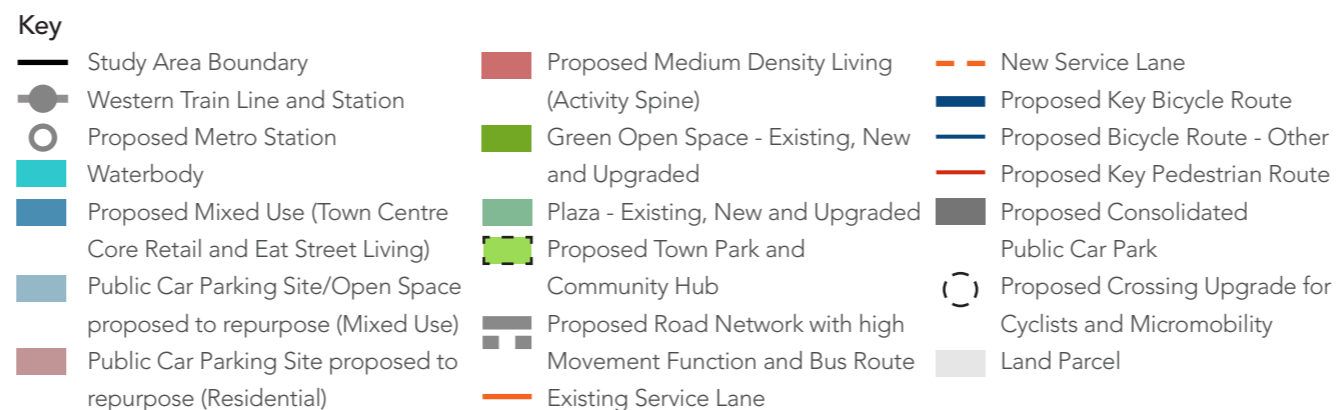 Key
Study Area Boundary
Western Train Line and Station
Proposed Metro Station
Waterbody
Proposed Mixed Use (Town Centre
Core Retail and Eat Street Living)
Public Car Parking Site/Open Space
proposed to repurpose (Mixed Use)
Public Car Parking Site proposed to
repurpose (Residential)
Proposed Medium Density Living
(Activity Spine)
Green Open Space - Existing, New
and Upgraded
Plaza - Existing, New and Upgraded
Proposed Town Park and
Community Hub
Proposed Road Network with high
Movement Function and Bus Route
Existing Service Lane
New Service Lane
Proposed Key Bicycle Route
Proposed Bicycle Route - Other
Proposed Key Pedestrian Route
Proposed Consolidated
Public Car Park
Proposed Crossing Upgrade for
Cyclists and Micromobility
Land Parcel